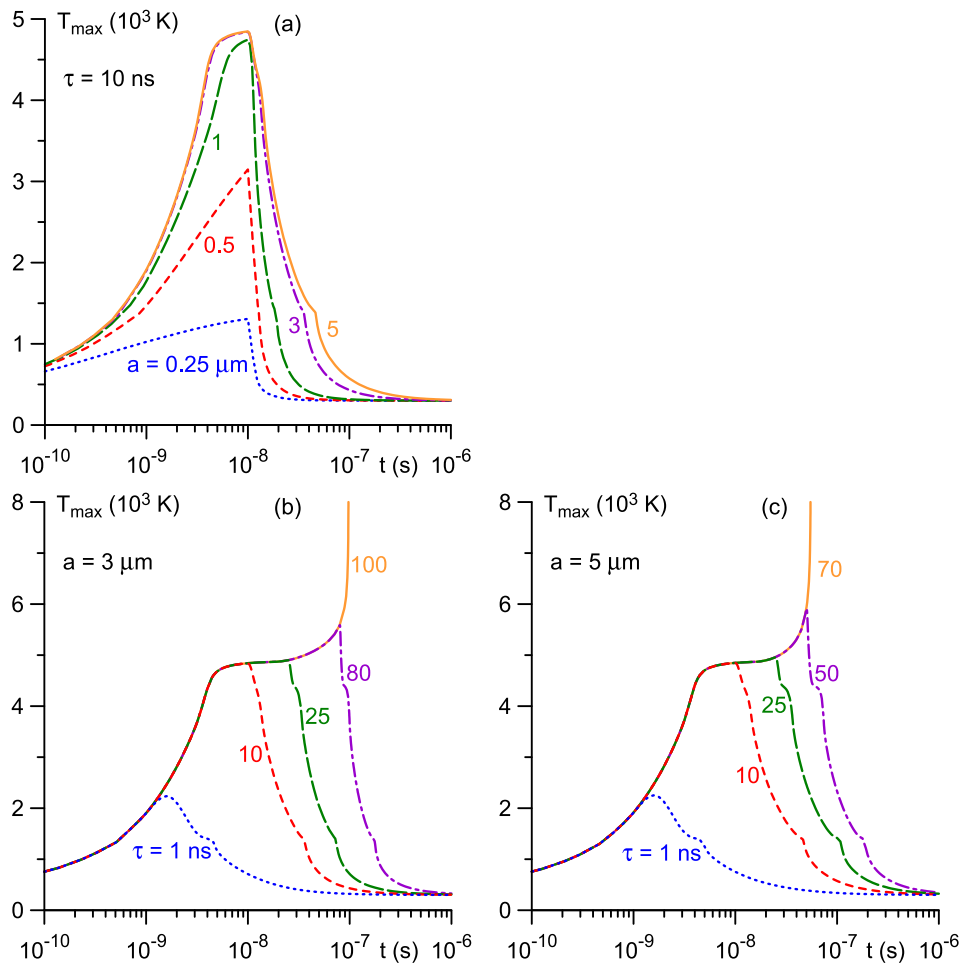 T_max (10³ K)
(a)
τ = 10 ns
5
4
3
2
1
0
1
0.5
3
5
a = 0.25 μm
10⁻¹⁰
10⁻⁹
10⁻⁸
10⁻⁷
t (s)
10⁻⁶
T_max (10³ K)
(b)
a = 3 μm
8
6
4
2
0
100
80
25
10
τ = 1 ns
10⁻¹⁰
10⁻⁹
10⁻⁸
10⁻⁷
t (s)
10⁻⁶
T_max (10³ K)
(c)
a = 5 μm
8
6
4
2
0
70
50
25
10
τ = 1 ns
10⁻¹⁰
10⁻⁹
10⁻⁸
10⁻⁷
t (s)
10⁻⁶